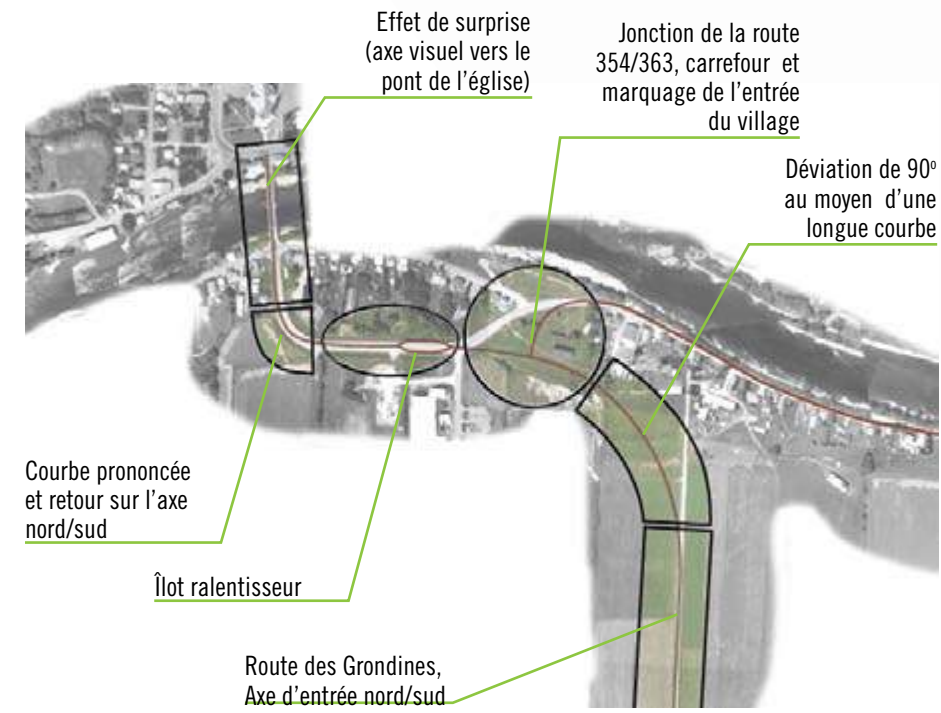 Effet de surprise
(axe visuel vers le
pont de l'église)
Jonction de la route
354/363, carrefour et
marquage de l'entrée
du village
Déviation de 90º
au moyen d'une
longue courbe
Courbe prononcée
et retour sur l'axe
nord/sud
Îlot ralentisseur
Route des Grondines,
Axe d'entrée nord/sud